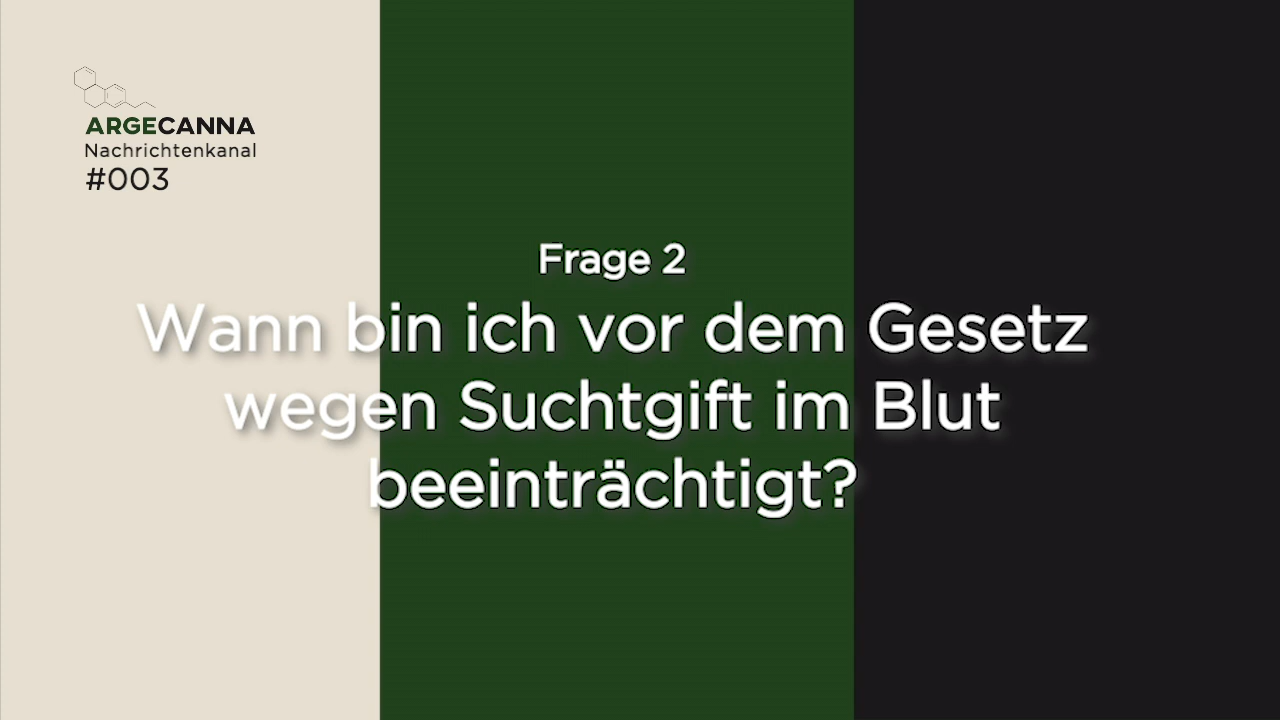 ARGECANNA
Nachrichtenkanal
#003
Frage 2
Wann bin ich vor dem Gesetz
wegen Suchtgift im Blut
beeinträchtigt?